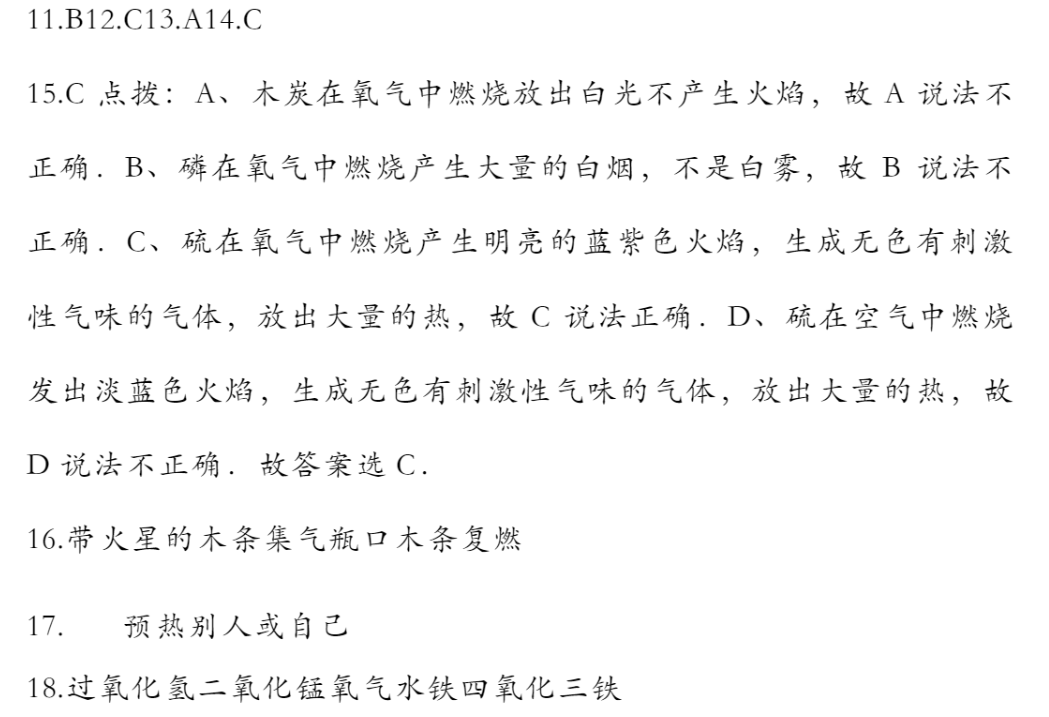 11.B12.C13.A14.C
15.C 点拨：A、木炭在氧气中燃烧放出白光不产生火焰，故 A 说法不
正确．B、磷在氧气中燃烧产生大量的白烟，不是白雾，故 B 说法不
正确．C、硫在氧气中燃烧产生明亮的蓝紫色火焰，生成无色有刺激
性气味的气体，放出大量的热，故 C 说法正确．D、硫在空气中燃烧
发出淡蓝色火焰，生成无色有刺激性气味的气体，放出大量的热，故
D 说法不正确．故答案选 C．
16.带火星的木条集气瓶口木条复燃
17. 预热别人或自己
18.过氧化氢二氧化锰氧气水铁四氧化三铁